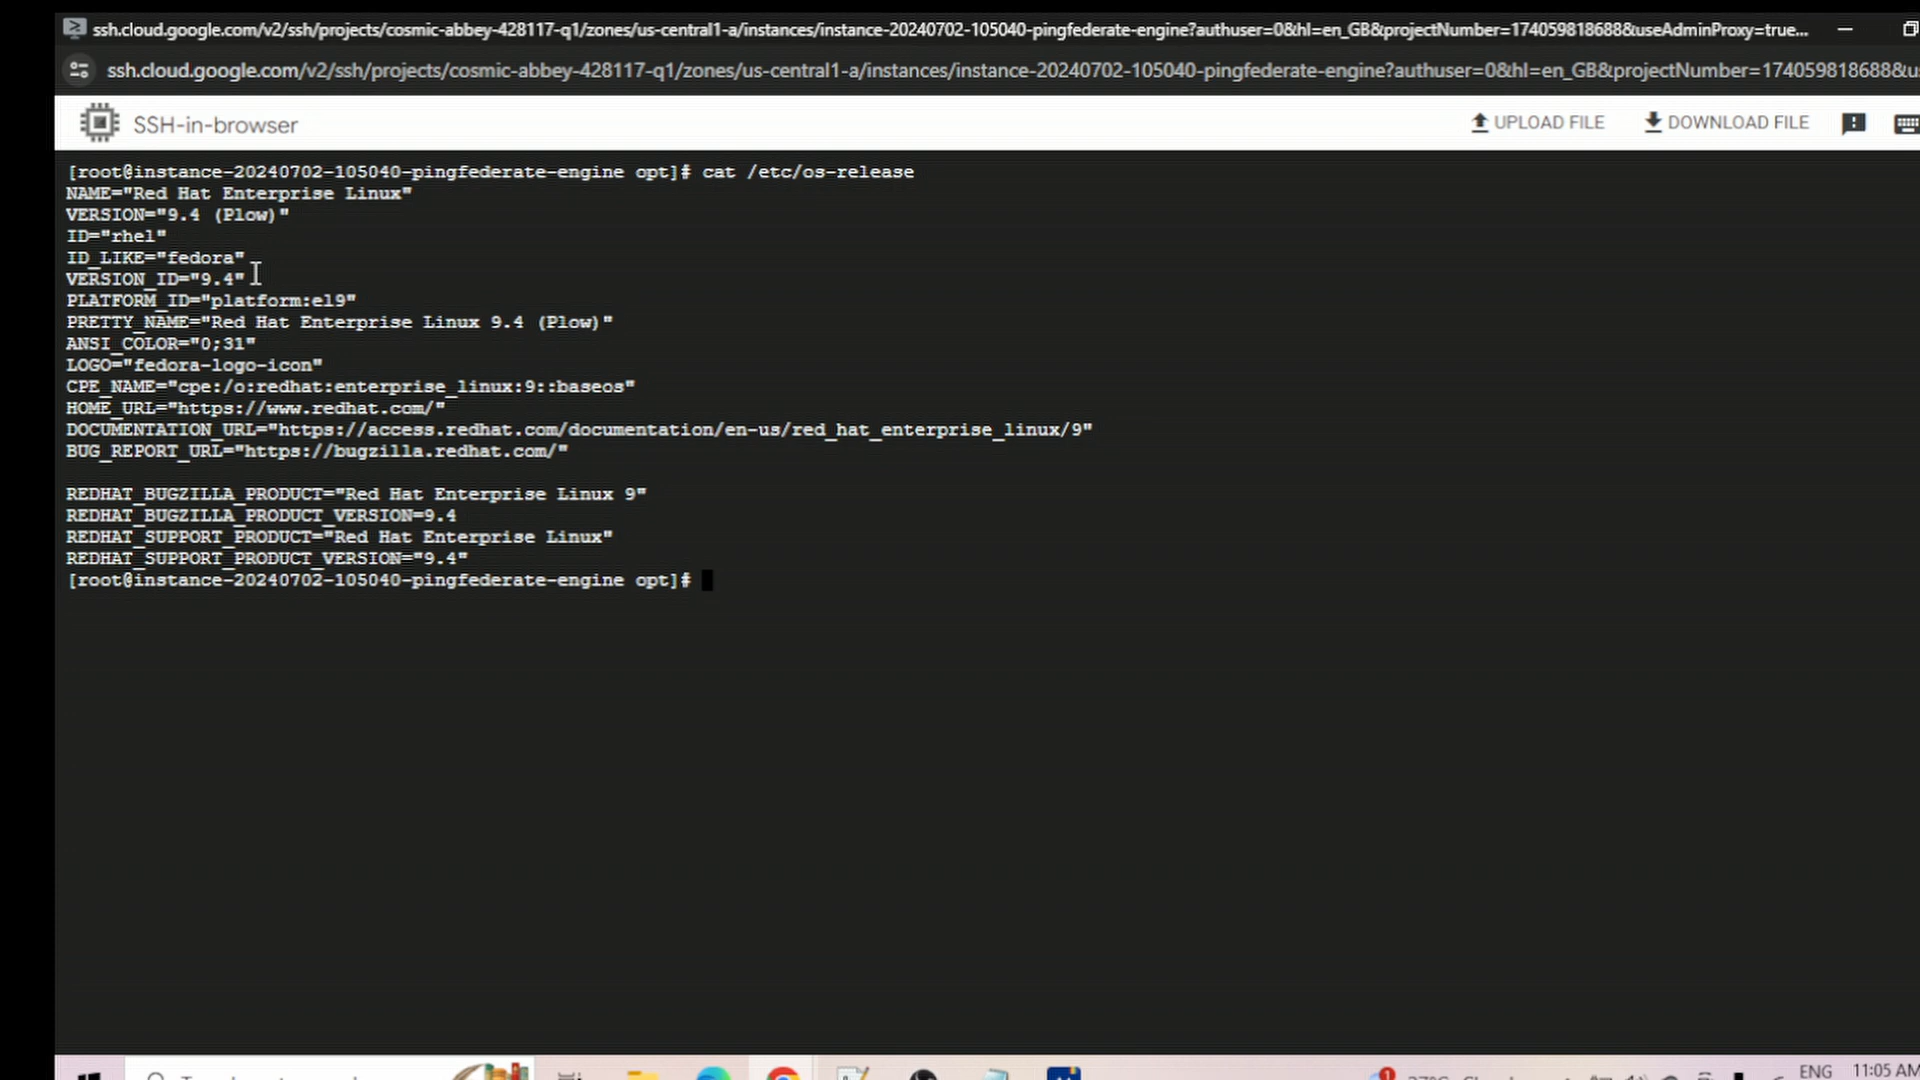 ssh.cloud.google.com/v2/ssh/projects/cosmic-abbey-428117-q1/zones/us-central1-a/instances/instance-20240702-105040-pingfederate-engine?authuser=0&hl=en_GB&projectNumber=174059818688&useAdminProxy=true...
ssh.cloud.google.com/v2/ssh/projects/cosmic-abbey-428117-q1/zones/us-central1-a/instances/instance-20240702-105040-pingfederate-engine?authuser=0&hl=en_GB&projectNumber=174059818688&us
SSH-in-browser
UPLOAD FILE
DOWNLOAD FILE
[root@instance-20240702-105040-pingfederate-engine opt]# cat /etc/os-release
NAME="Red Hat Enterprise Linux"
VERSION="9.4 (Plow)"
ID="rhel"
ID_LIKE="fedora"
VERSION_ID="9.4"
PLATFORM_ID="platform:el9"
PRETTY_NAME="Red Hat Enterprise Linux 9.4 (Plow)"
ANSI_COLOR="0;31"
LOGO="fedora-logo-icon"
CPE_NAME="cpe:/o:redhat:enterprise_linux:9::baseos"
HOME_URL="https://www.redhat.com/"
DOCUMENTATION_URL="https://access.redhat.com/documentation/en-us/red_hat_enterprise_linux/9"
BUG_REPORT_URL="https://bugzilla.redhat.com/"
REDHAT_BUGZILLA_PRODUCT="Red Hat Enterprise Linux 9"
REDHAT_BUGZILLA_PRODUCT_VERSION=9.4
REDHAT_SUPPORT_PRODUCT="Red Hat Enterprise Linux"
REDHAT_SUPPORT_PRODUCT_VERSION="9.4"
[root@instance-20240702-105040-pingfederate-engine opt]#
1
ENG
11:05 AM